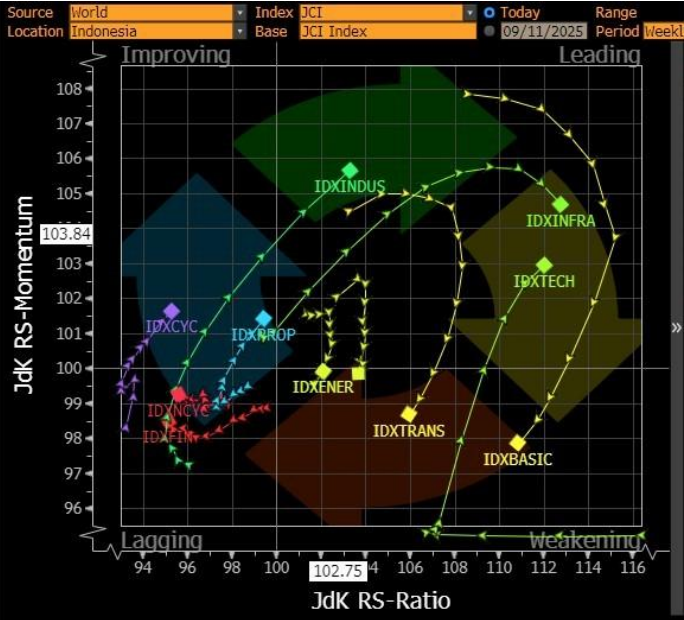 Source World Index JCI Today Range
Location Indonesia Base JCI Index 09/11/2025 Period Weekl
Improving Leading
108
107
106
105
103
102
101
100
99
98
97
96
103.84
JdK RS-Momentum
IDXINDUS
IDXINFRA
IDXTECH
IDXCYC
IDXPROP
IDXENER
IDXNCYC
IDXTRANS
IDXFIN
IDXBASIC
»
Lagging Weakening
94 96 98 100 102.75 4 106 108 110 112 114 116
JdK RS-Ratio